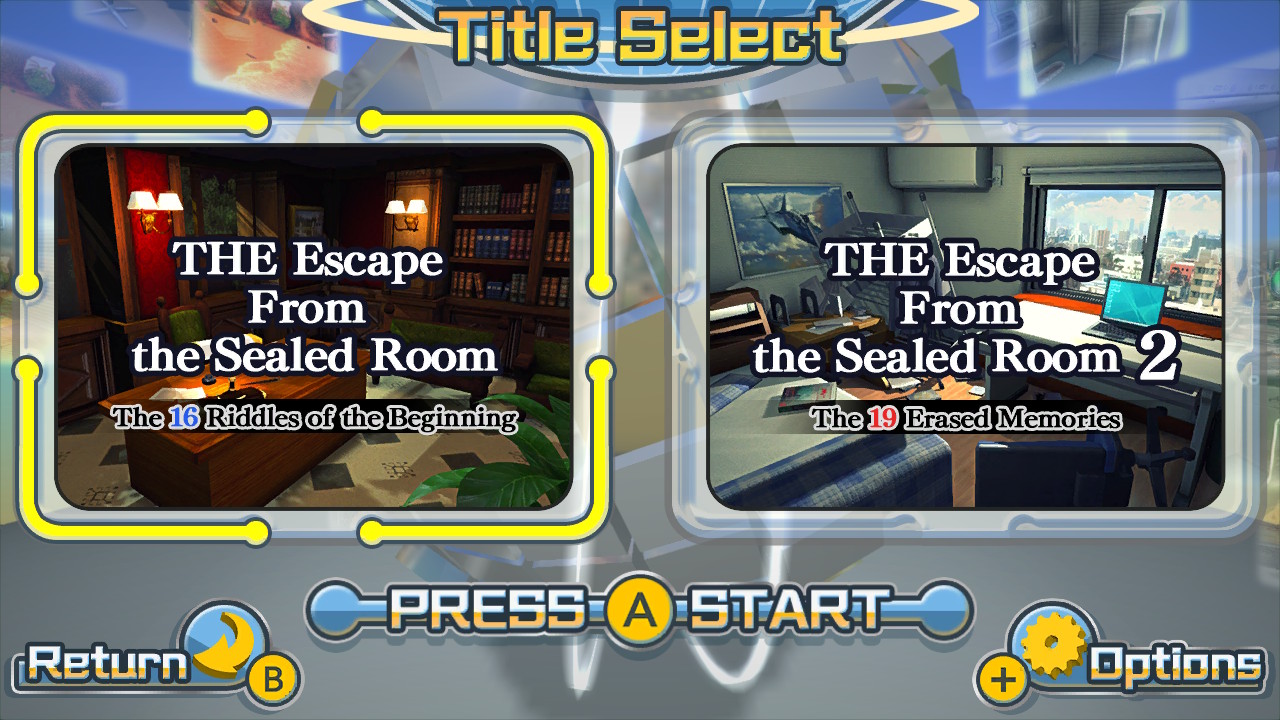 Title Select
THE Escape
From
the Sealed Room
The 16 Riddles of the Beginning
THE Escape
From
the Sealed Room 2
The 19 Erased Memories
PRESS A START
Return B
+ Options